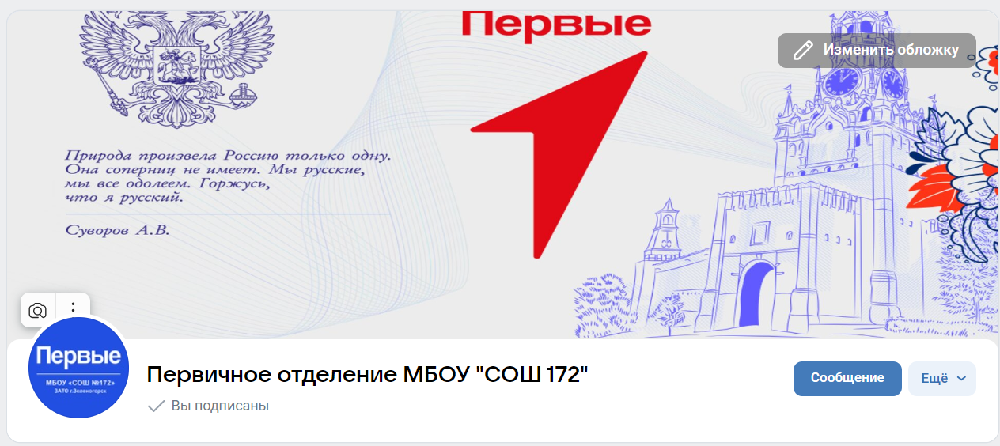 Первые
Изменить обложку
Природа произвела Россию только одну.
Она соперниц не имеет. Мы русские,
мы все одолеем. Горжусь,
что я русский.
Суворов А.В.
Первые
МБОУ «СОШ №172»
ЗАТО г.Зеленогорск
Первичное отделение МБОУ "СОШ 172"
Вы подписаны
Сообщение
Ещё